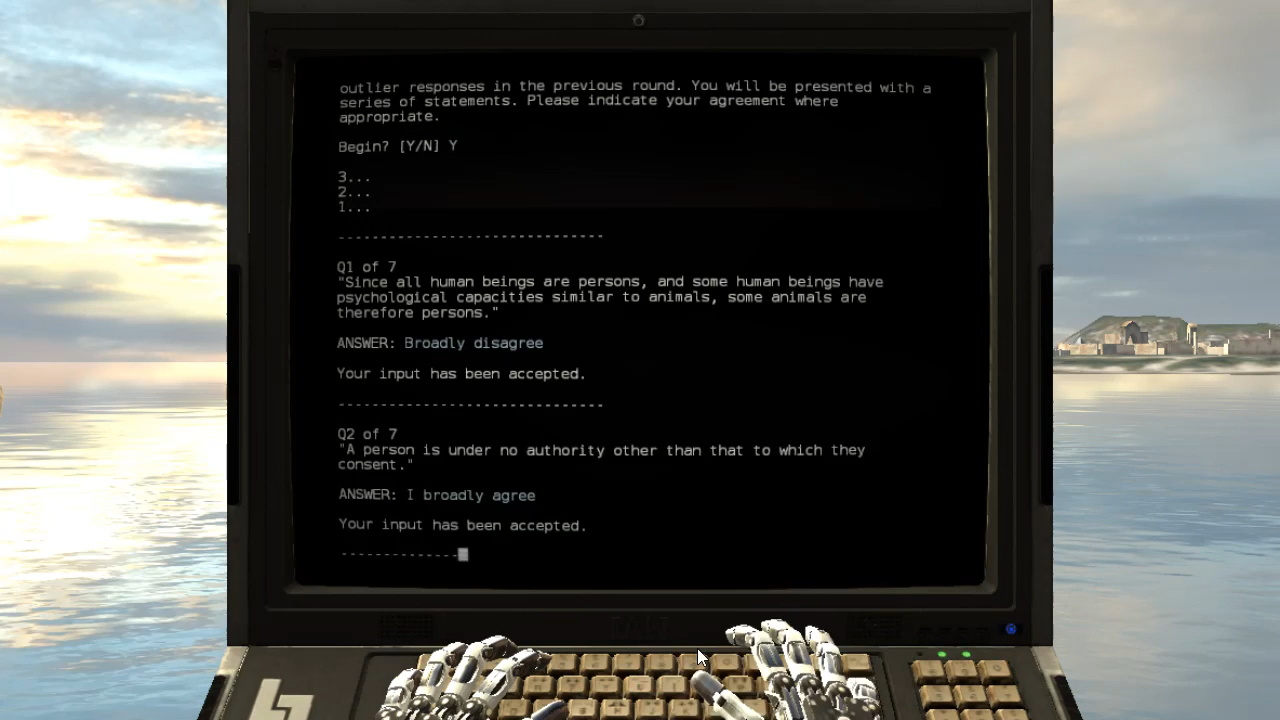 outlier responses in the previous round. You will be presented with a
series of statements. Please indicate your agreement where
appropriate.
Begin? [Y/N] Y
3...
2...
1...
-------------------------------
Q1 of 7
"Since all human beings are persons, and some human beings have
psychological capacities similar to animals, some animals are
therefore persons."
ANSWER: Broadly disagree
Your input has been accepted.
-------------------------------
Q2 of 7
"A person is under no authority other than that to which they
consent."
ANSWER: I broadly agree
Your input has been accepted.
--------------